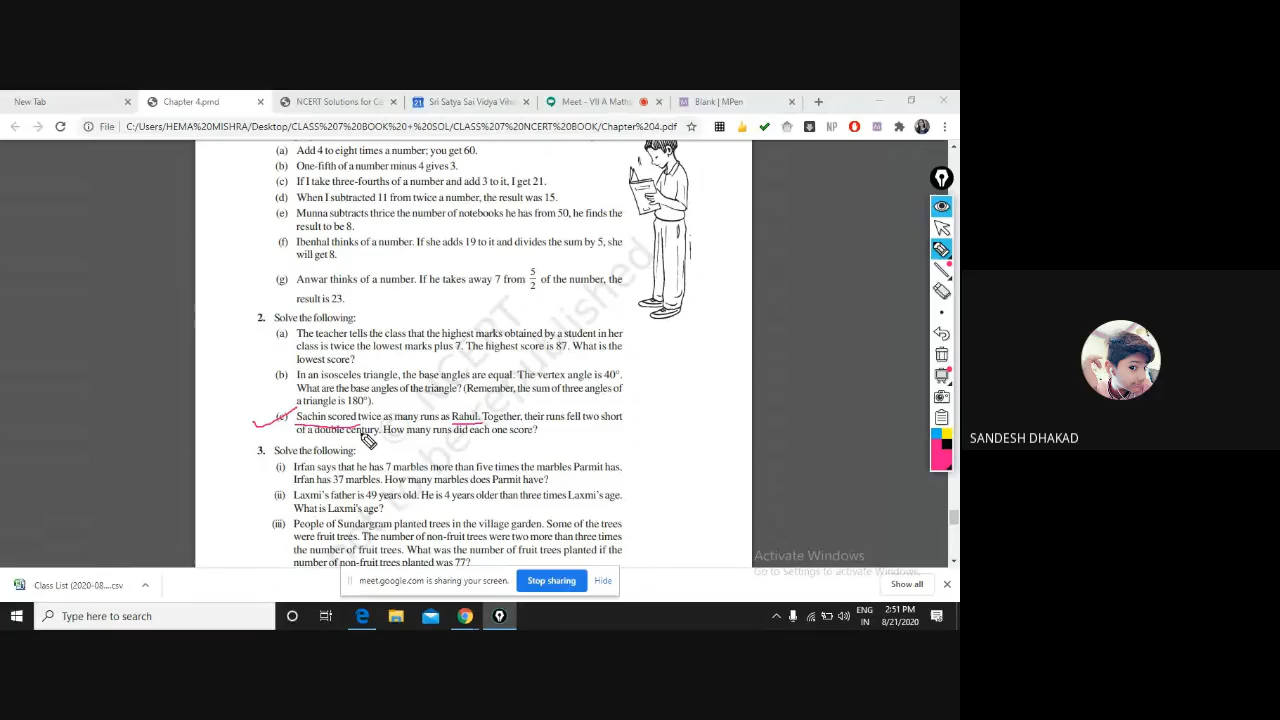 New Tab
Chapter 4.pmd
NCERT Solutions for Ca
Sri Satya Sai Vidya Vihar
Meet - VII A Maths
Blank | MPen
File
C:/Users/HEMA%20MISHRA/Desktop/CLASS%207%20BOOK%20+%20SOL/CLASS%207%20NCERT%20BOOK/Chapter%204.pdf
(a) Add 4 to eight times a number; you get 60.
(b) One-fifth of a number minus 4 gives 3.
(c) If I take three-fourths of a number and add 3 to it, I get 21.
(d) When I subtracted 11 from twice a number, the result was 15.
(e) Munna subtracts thrice the number of notebooks he has from 50, he finds the
result to be 8.
(f) Ibenhal thinks of a number. If she adds 19 to it and divides the sum by 5, she
will get 8.
(g) Anwar thinks of a number. If he takes away 7 from 5/2 of the number, the
result is 23.
2. Solve the following:
(a) The teacher tells the class that the highest marks obtained by a student in her
class is twice the lowest marks plus 7. The highest score is 87. What is the
lowest score?
(b) In an isosceles triangle, the base angles are equal. The vertex angle is 40°.
What are the base angles of the triangle? (Remember, the sum of three angles of
a triangle is 180°).
(c) Sachin scored twice as many runs as Rahul. Together, their runs fell two short
of a double century. How many runs did each one score?
3. Solve the following:
(i) Irfan says that he has 7 marbles more than five times the marbles Parmit has.
Irfan has 37 marbles. How many marbles does Parmit have?
(ii) Laxmi's father is 49 years old. He is 4 years older than three times Laxmi's age.
What is Laxmi's age?
(iii) People of Sundargram planted trees in the village garden. Some of the trees
were fruit trees. The number of non-fruit trees were two more than three times
the number of fruit trees. What was the number of fruit trees planted if the
number of non-fruit trees planted was 77?
© NCERT
to be republished
SANDESH DHAKAD
Activate Windows
Go to Settings to activate Windows.
Class List (2020-08....csv
meet.google.com is sharing your screen.
Stop sharing
Hide
Show all
Type here to search
ENG
IN
2:51 PM
8/21/2020